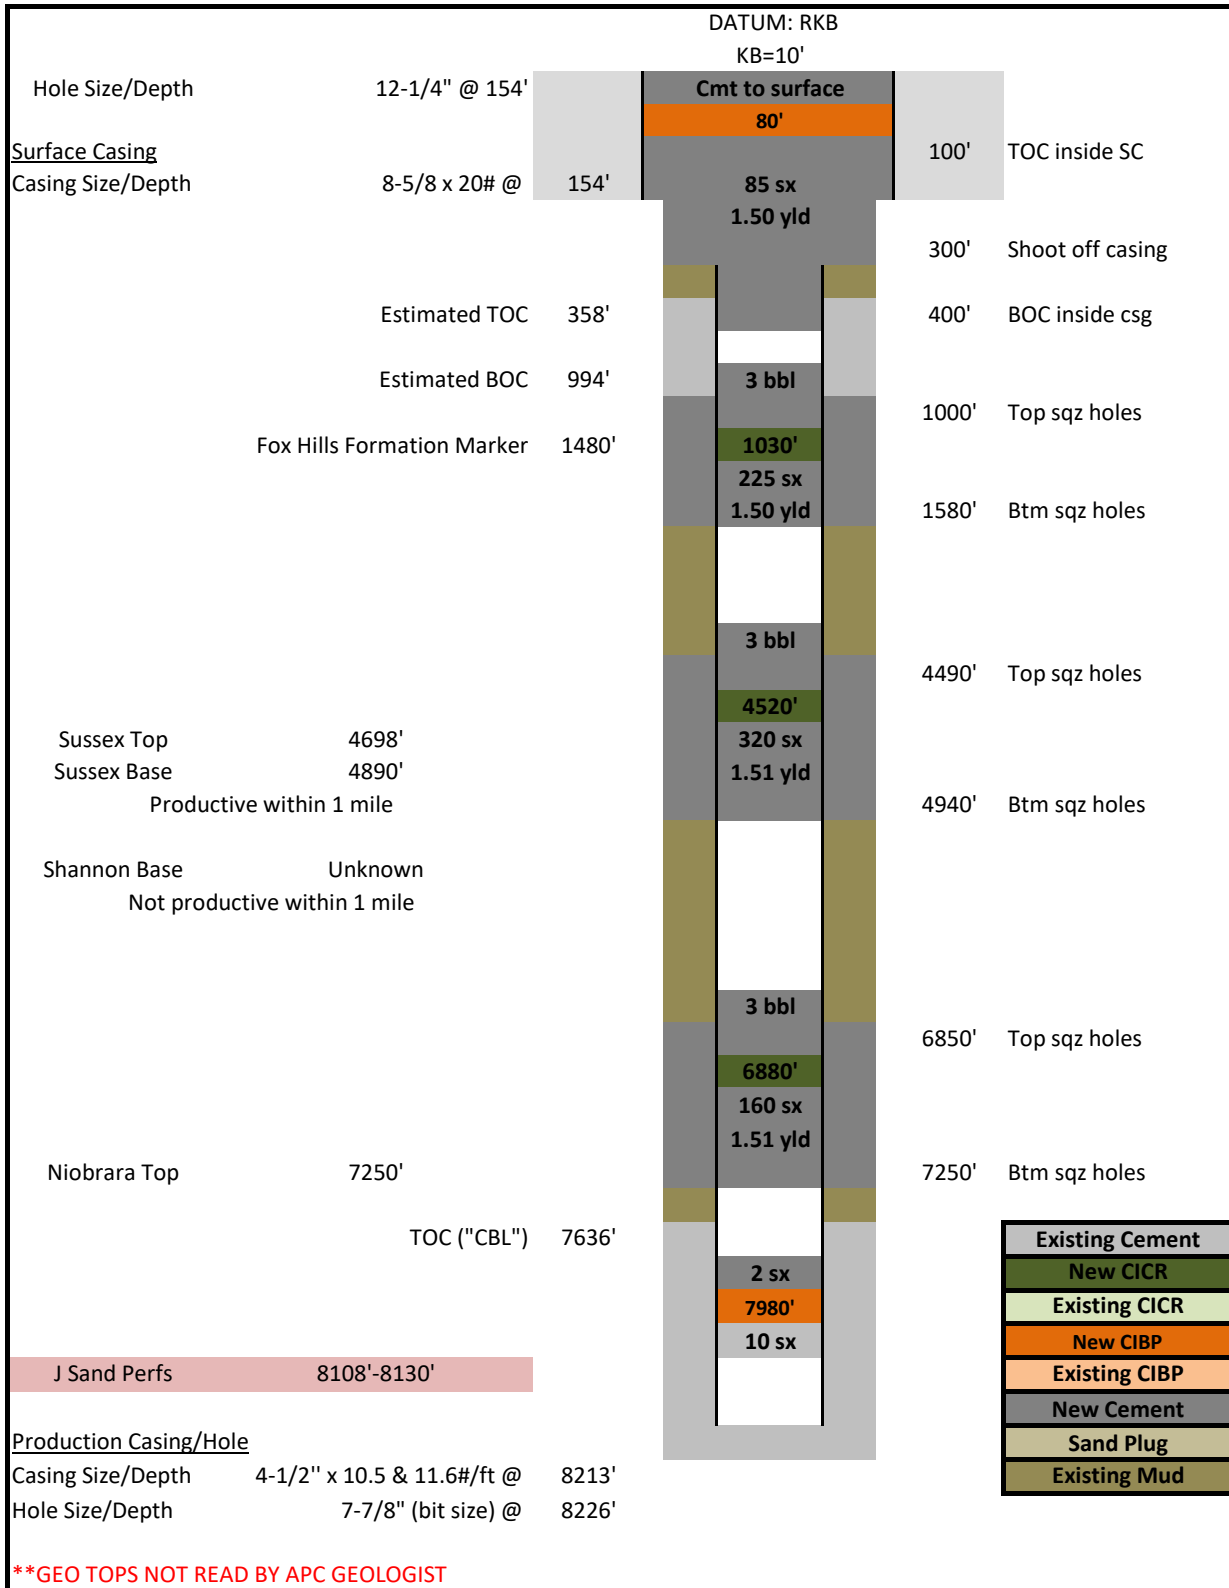 DATUM: RKB
KB=10'
Hole Size/Depth 12-1/4" @ 154' Cmt to surface
80'
Surface Casing 100' TOC inside SC
Casing Size/Depth 8-5/8 x 20# @ 154' 85 sx
1.50 yld
300' Shoot off casing
Estimated TOC 358' 400' BOC inside csg
Estimated BOC 994' 3 bbl
1000' Top sqz holes
Fox Hills Formation Marker 1480' 1030'
225 sx
1.50 yld 1580' Btm sqz holes
3 bbl
4490' Top sqz holes
4520'
Sussex Top 4698' 320 sx
Sussex Base 4890' 1.51 yld
Productive within 1 mile 4940' Btm sqz holes
Shannon Base Unknown
Not productive within 1 mile
3 bbl
6850' Top sqz holes
6880'
160 sx
1.51 yld
Niobrara Top 7250' 7250' Btm sqz holes
TOC ("CBL") 7636' Existing Cement
2 sx New CICR
7980' Existing CICR
10 sx New CIBP
J Sand Perfs 8108'-8130' Existing CIBP
New Cement
Production Casing/Hole Sand Plug
Casing Size/Depth 4-1/2'' x 10.5 & 11.6#/ft @ 8213' Existing Mud
Hole Size/Depth 7-7/8" (bit size) @ 8226'
**GEO TOPS NOT READ BY APC GEOLOGIST